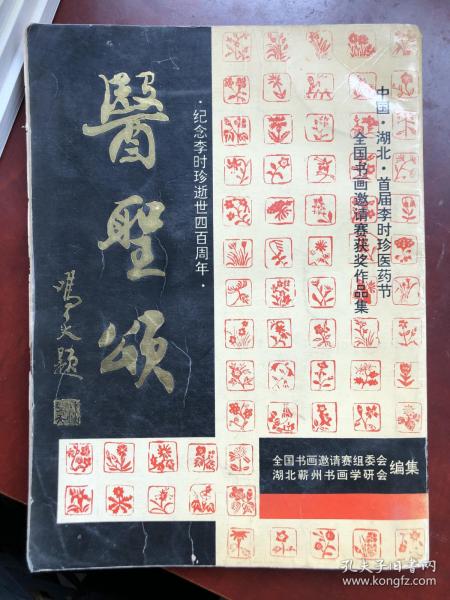 中国·湖北·首届李时珍医药节
全国书画邀请赛获奖作品集
·纪念李时珍逝世四百周年·
醫聖頌
题
全国书画邀请赛组委会
湖北蕲州书画学研会
编集
孔夫子旧书网
www.kongfz.com